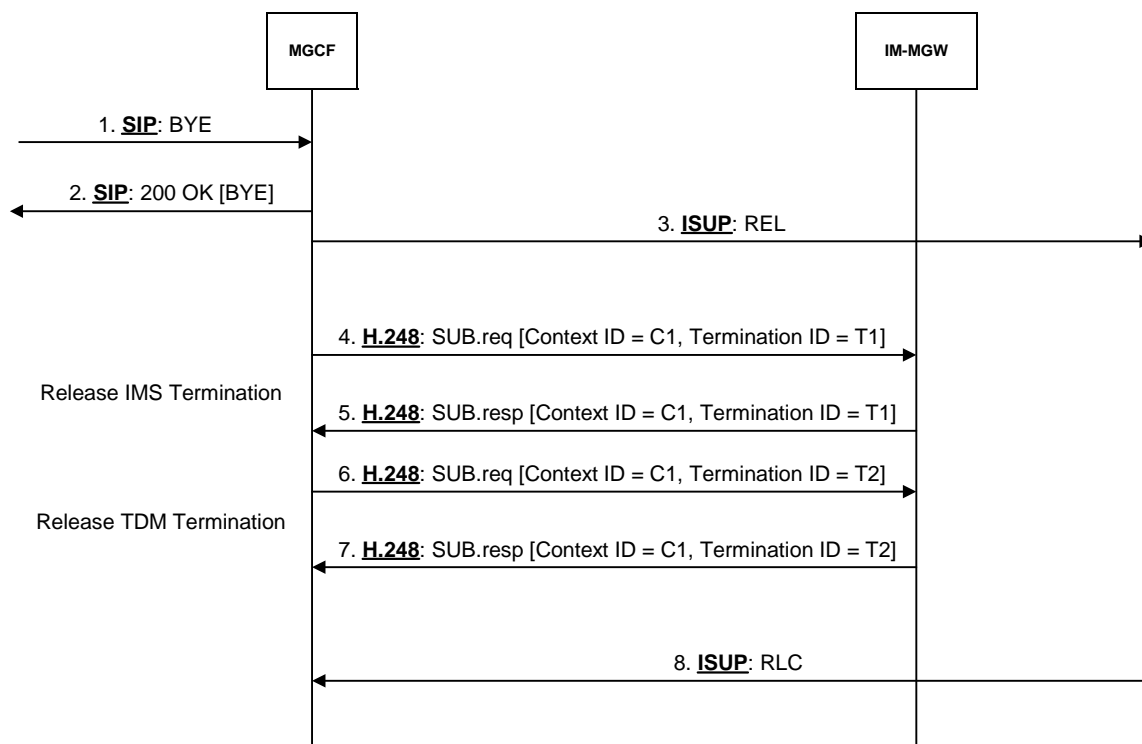 MGCF
IM-MGW
1. SIP: BYE
2. SIP: 200 OK [BYE]
3. ISUP: REL
4. H.248: SUB.req [Context ID = C1, Termination ID = T1]
Release IMS Termination
5. H.248: SUB.resp [Context ID = C1, Termination ID = T1]
6. H.248: SUB.req [Context ID = C1, Termination ID = T2]
Release TDM Termination
7. H.248: SUB.resp [Context ID = C1, Termination ID = T2]
8. ISUP: RLC